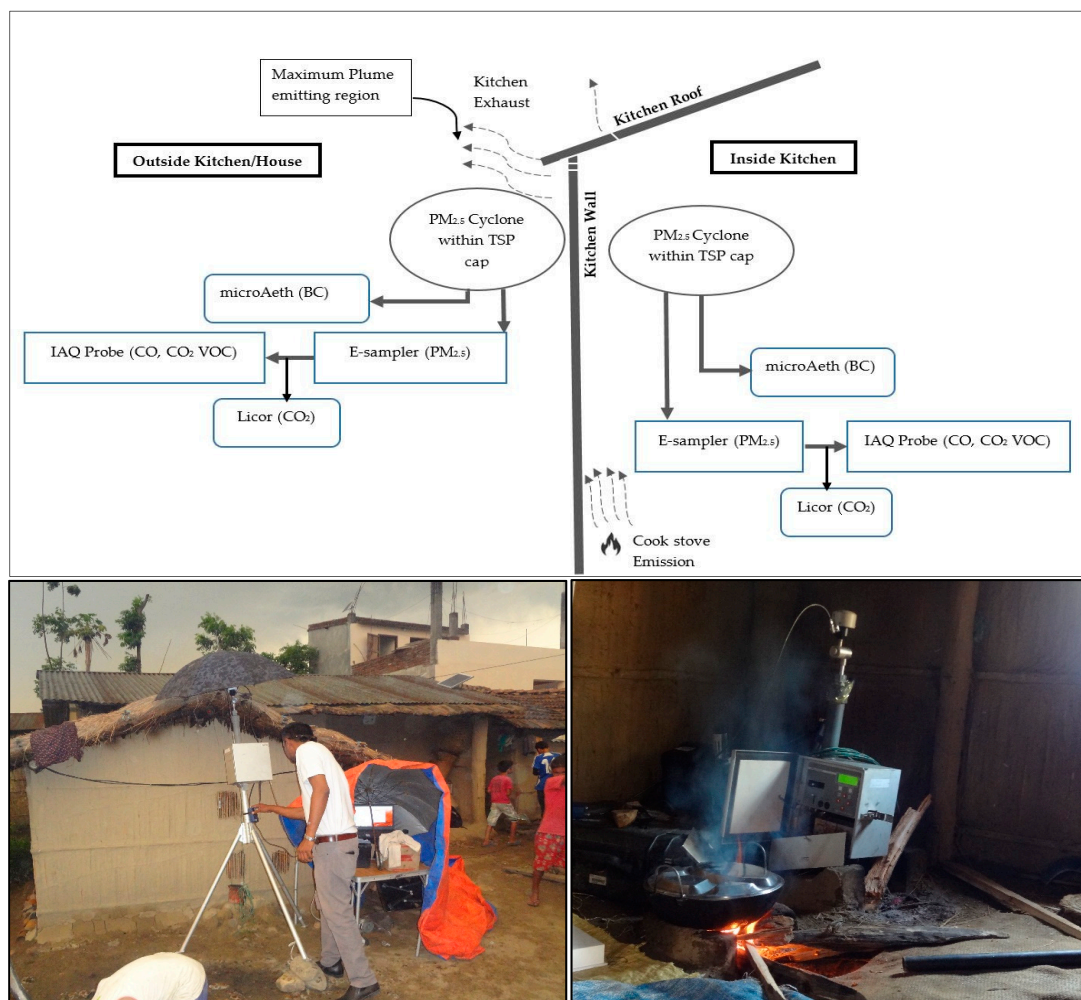 Maximum Plume
emitting region
Kitchen
Exhaust
Kitchen Roof
Outside Kitchen/House
Inside Kitchen
Kitchen Wall
PM2.5 Cyclone
within TSP
cap
PM2.5 Cyclone
within TSP cap
microAeth (BC)
IAQ Probe (CO, CO2 VOC)
E-sampler (PM2.5)
Licor (CO2)
microAeth (BC)
E-sampler (PM2.5)
IAQ Probe (CO, CO2 VOC)
Licor (CO2)
Cook stove
Emission